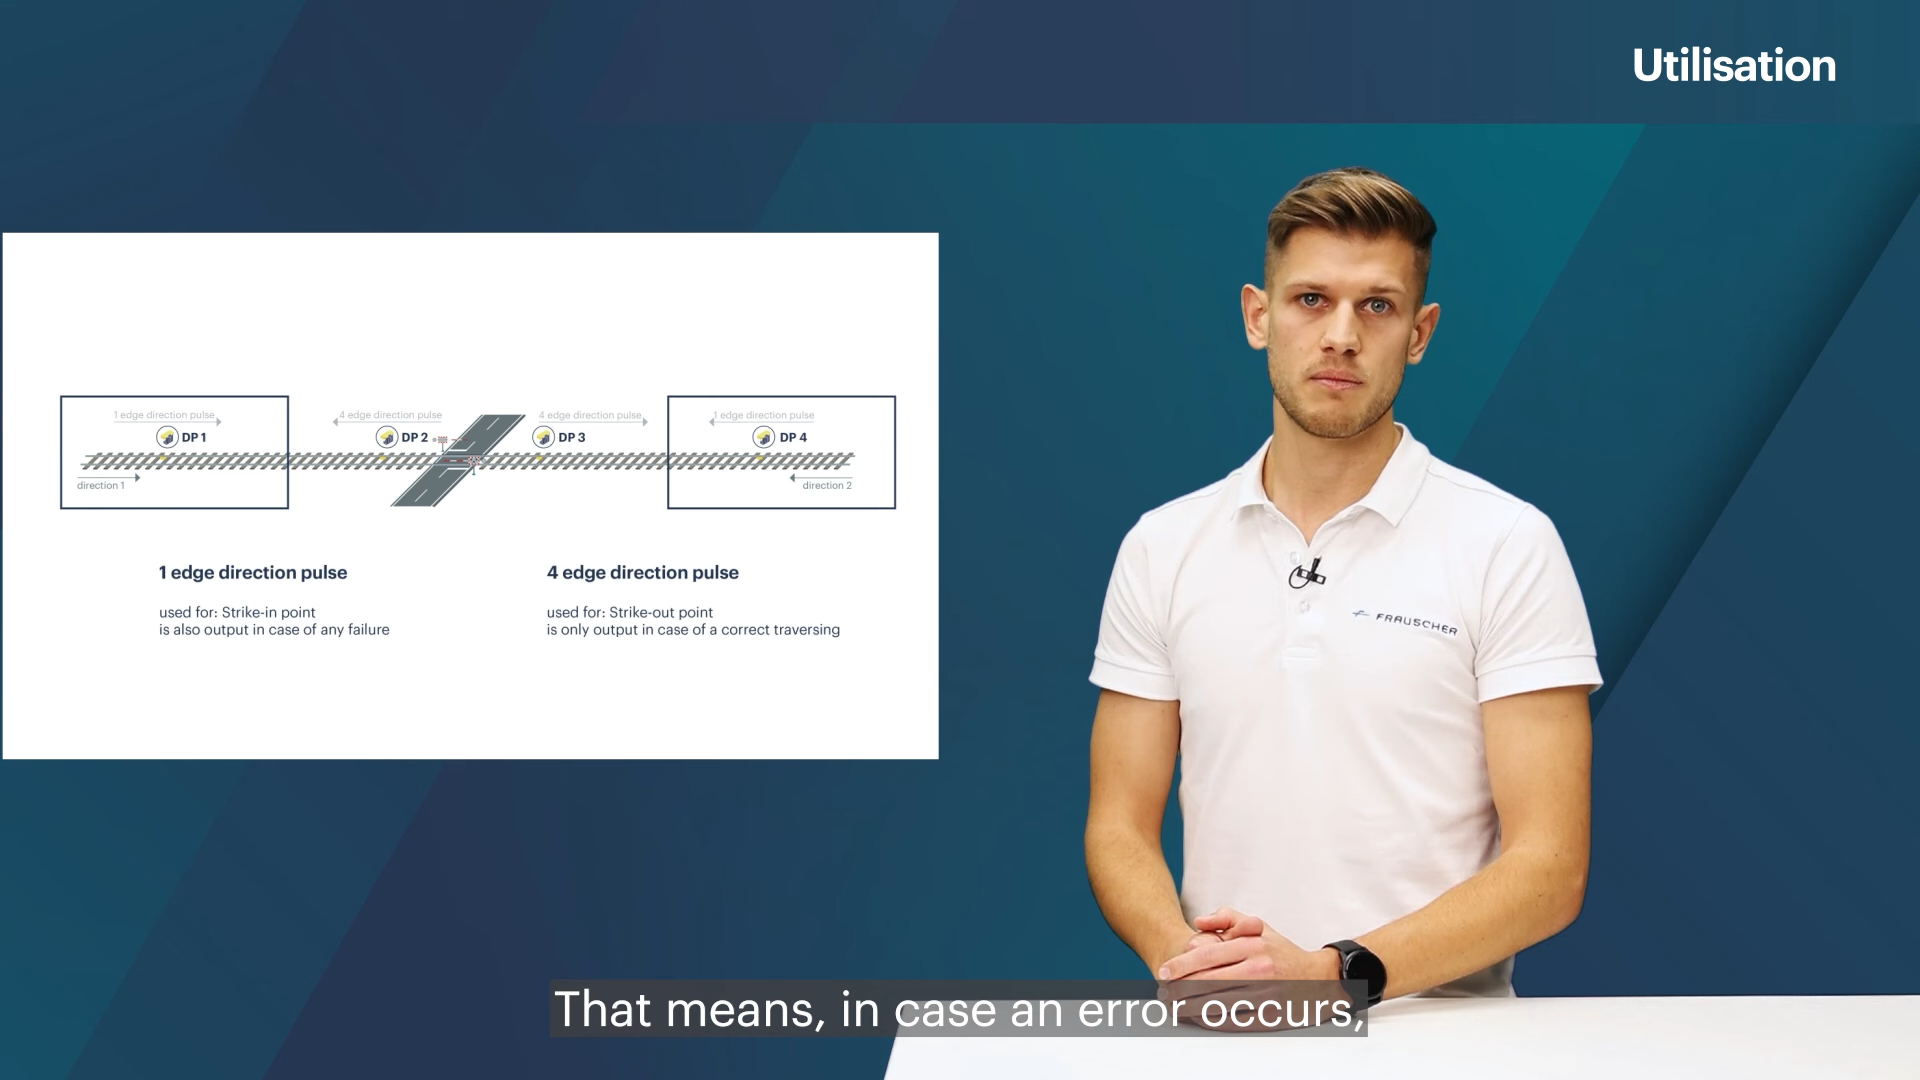 Utilisation
1 edge direction pulse
4 edge direction pulse
4 edge direction pulse
1 edge direction pulse
DP 1
DP 2
DP 3
DP 4
direction 1
direction 2
1 edge direction pulse
used for: Strike-in point
is also output in case of any failure
4 edge direction pulse
used for: Strike-out point
is only output in case of a correct traversing
FRAUSCHER
That means, in case an error occurs,